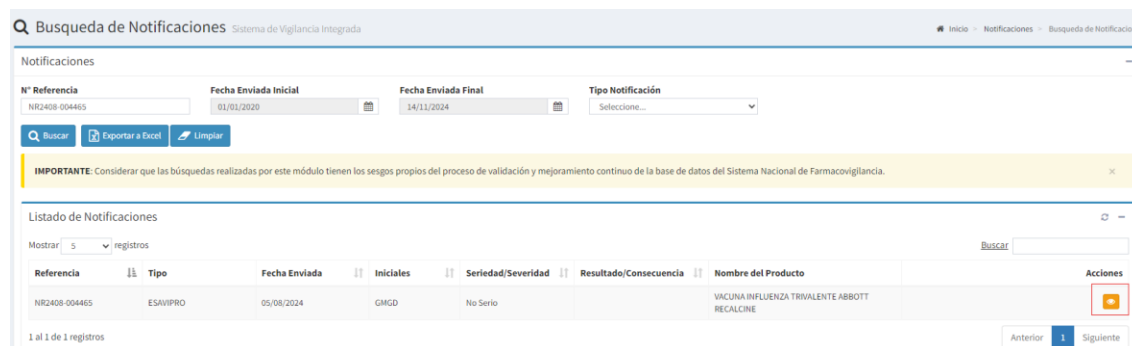 Busqueda de Notificaciones Sistema de Vigilancia Integrada
Inicio > Notificaciones > Busqueda de Notificacio
Notificaciones
N° Referencia Fecha Enviada Inicial Fecha Enviada Final Tipo Notificación
NR2408-004465 01/01/2020 14/11/2024 Seleccione...
Buscar Exportar a Excel Limpiar
IMPORTANTE: Considerar que las búsquedas realizadas por este módulo tienen los sesgos propios del proceso de validación y mejoramiento continuo de la base de datos del Sistema Nacional de Farmacovigilancia.
Listado de Notificaciones
Mostrar 5 registros Buscar
Referencia Tipo Fecha Enviada Iniciales Seriedad/Severidad Resultado/Consecuencia Nombre del Producto Acciones
NR2408-004465 ESAVIPRO 05/08/2024 GMGD No Serio VACUNA INFLUENZA TRIVALENTE ABBOTT
RECALCINE
1 al 1 de 1 registros Anterior 1 Siguiente